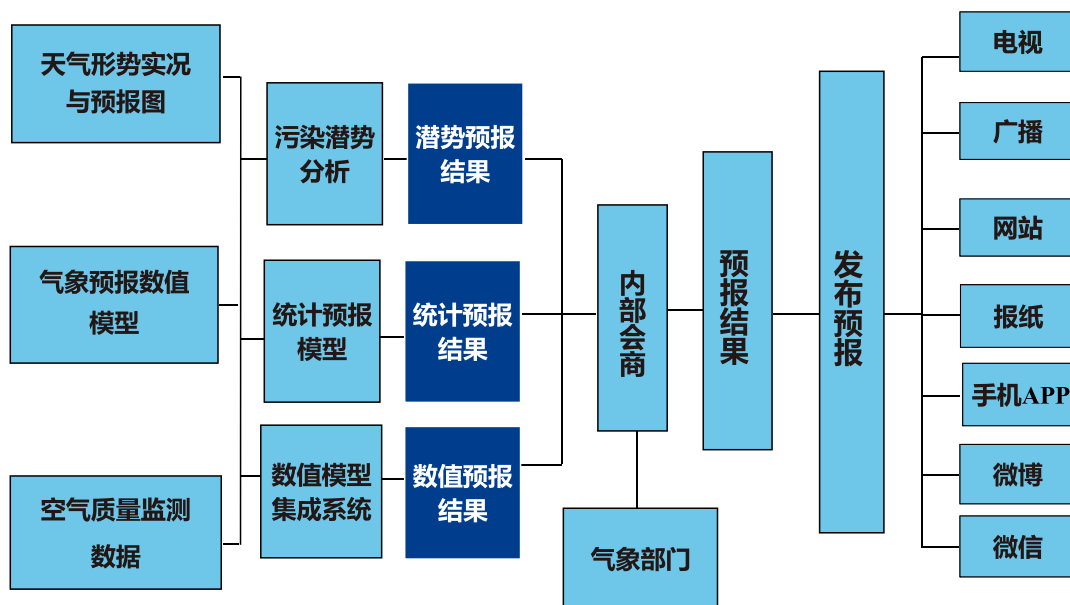 天气形势实况
与预报图
气象预报数值
模型
空气质量监测
数据
污染潜势
分析
统计预报
模型
数值模型
集成系统
潜势预报
结果
统计预报
结果
数值预报
结果
内部会商
气象部门
预报结果
发布预报
电视
广播
网站
报纸
手机APP
微博
微信